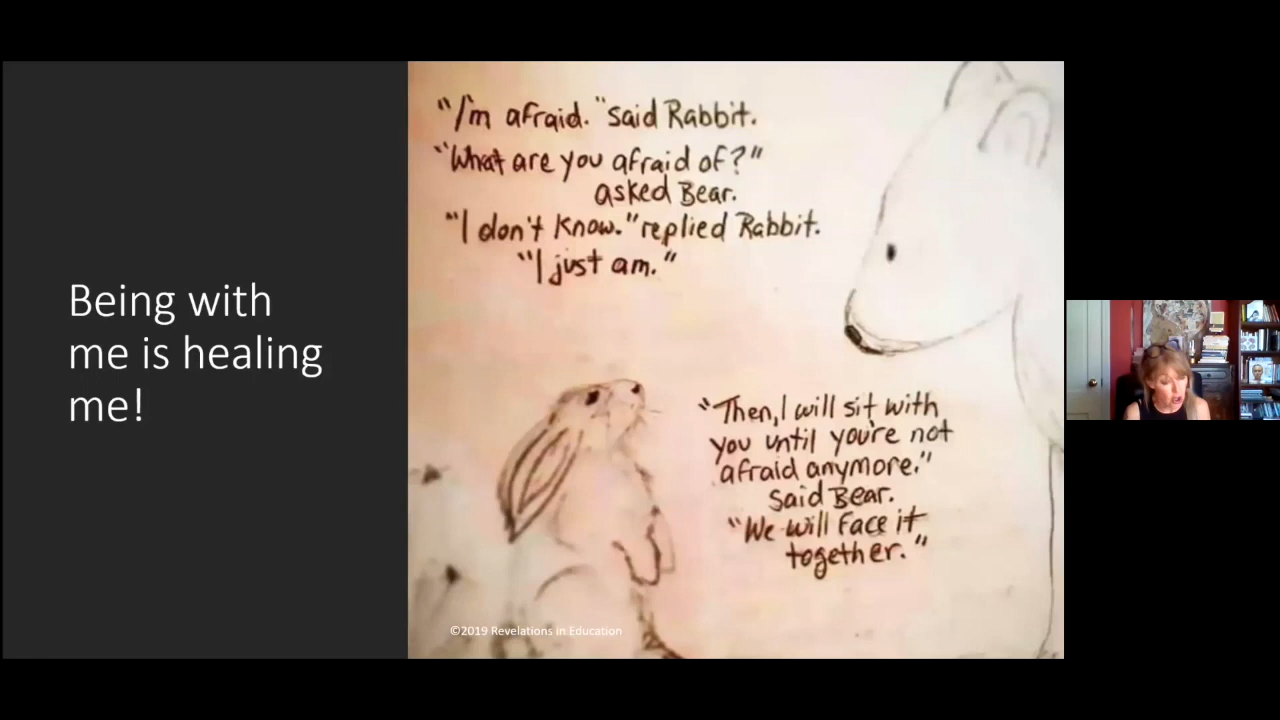 Being with
me is healing
me!
"I'm afraid." said Rabbit.
"What are you afraid of?"
asked Bear.
"I don't know." replied Rabbit.
"I just am."
"Then, I will sit with
you until you're not
afraid anymore."
Said Bear.
"We will face it
together."
©2019 Revelations in Education